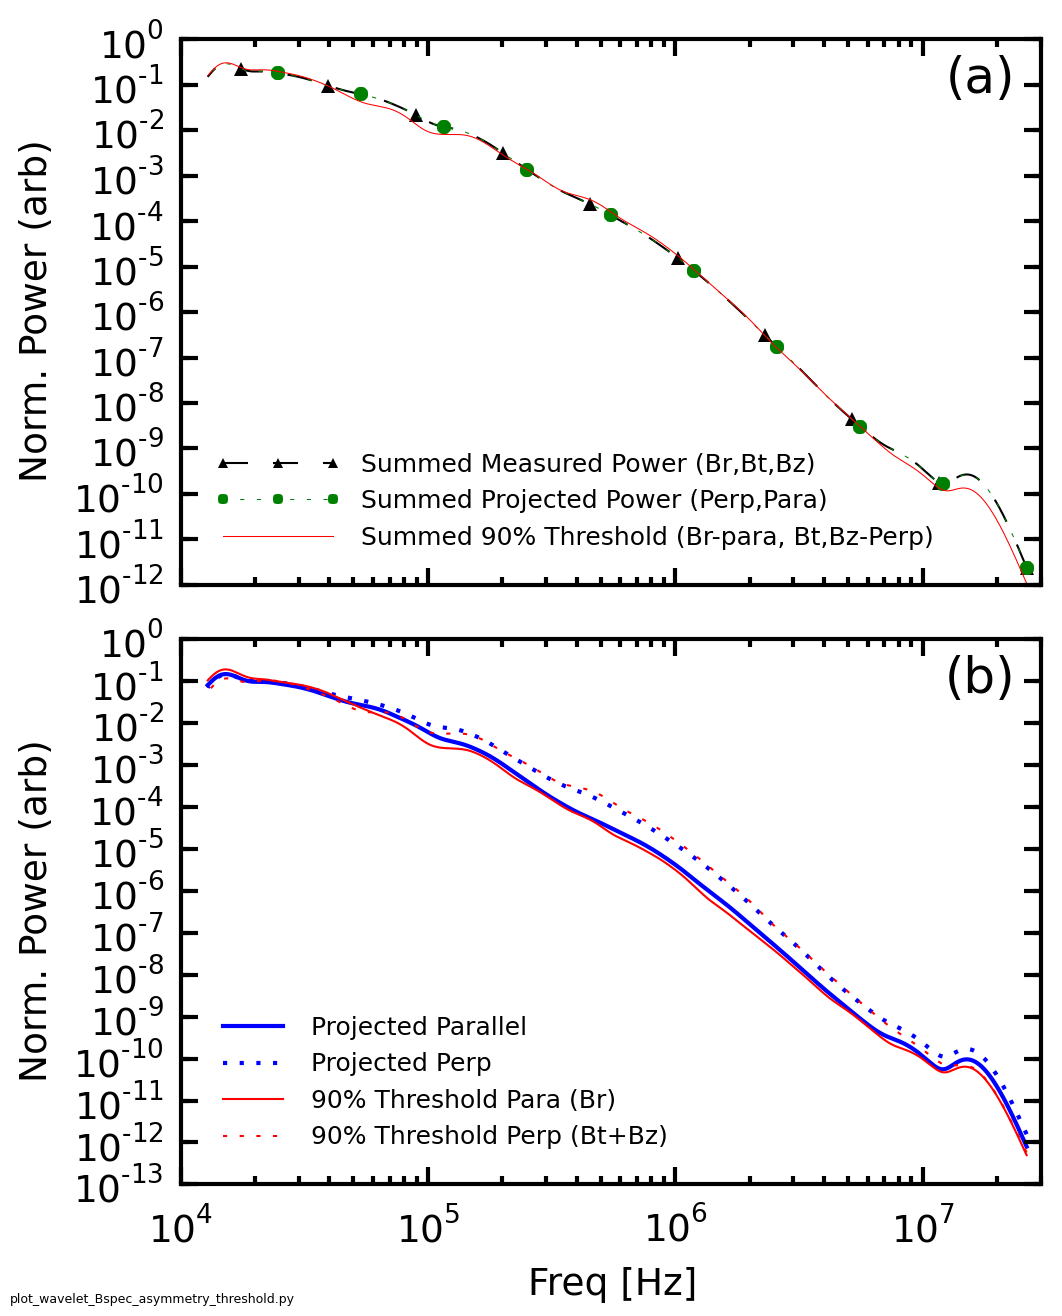 10^0
(a)
10^-1
10^-2
10^-3
10^-4
10^-5
10^-6
10^-7
10^-8
10^-9
10^-10
10^-11
10^-12
Norm. Power (arb)
Summed Measured Power (Br,Bt,Bz)
Summed Projected Power (Perp,Para)
Summed 90% Threshold (Br-para, Bt,Bz-Perp)
10^0
(b)
10^-1
10^-2
10^-3
10^-4
10^-5
10^-6
10^-7
10^-8
10^-9
10^-10
10^-11
10^-12
10^-13
Norm. Power (arb)
Projected Parallel
Projected Perp
90% Threshold Para (Br)
90% Threshold Perp (Bt+Bz)
10^4 10^5 10^6 10^7
Freq [Hz]
plot_wavelet_Bspec_asymmetry_threshold.py